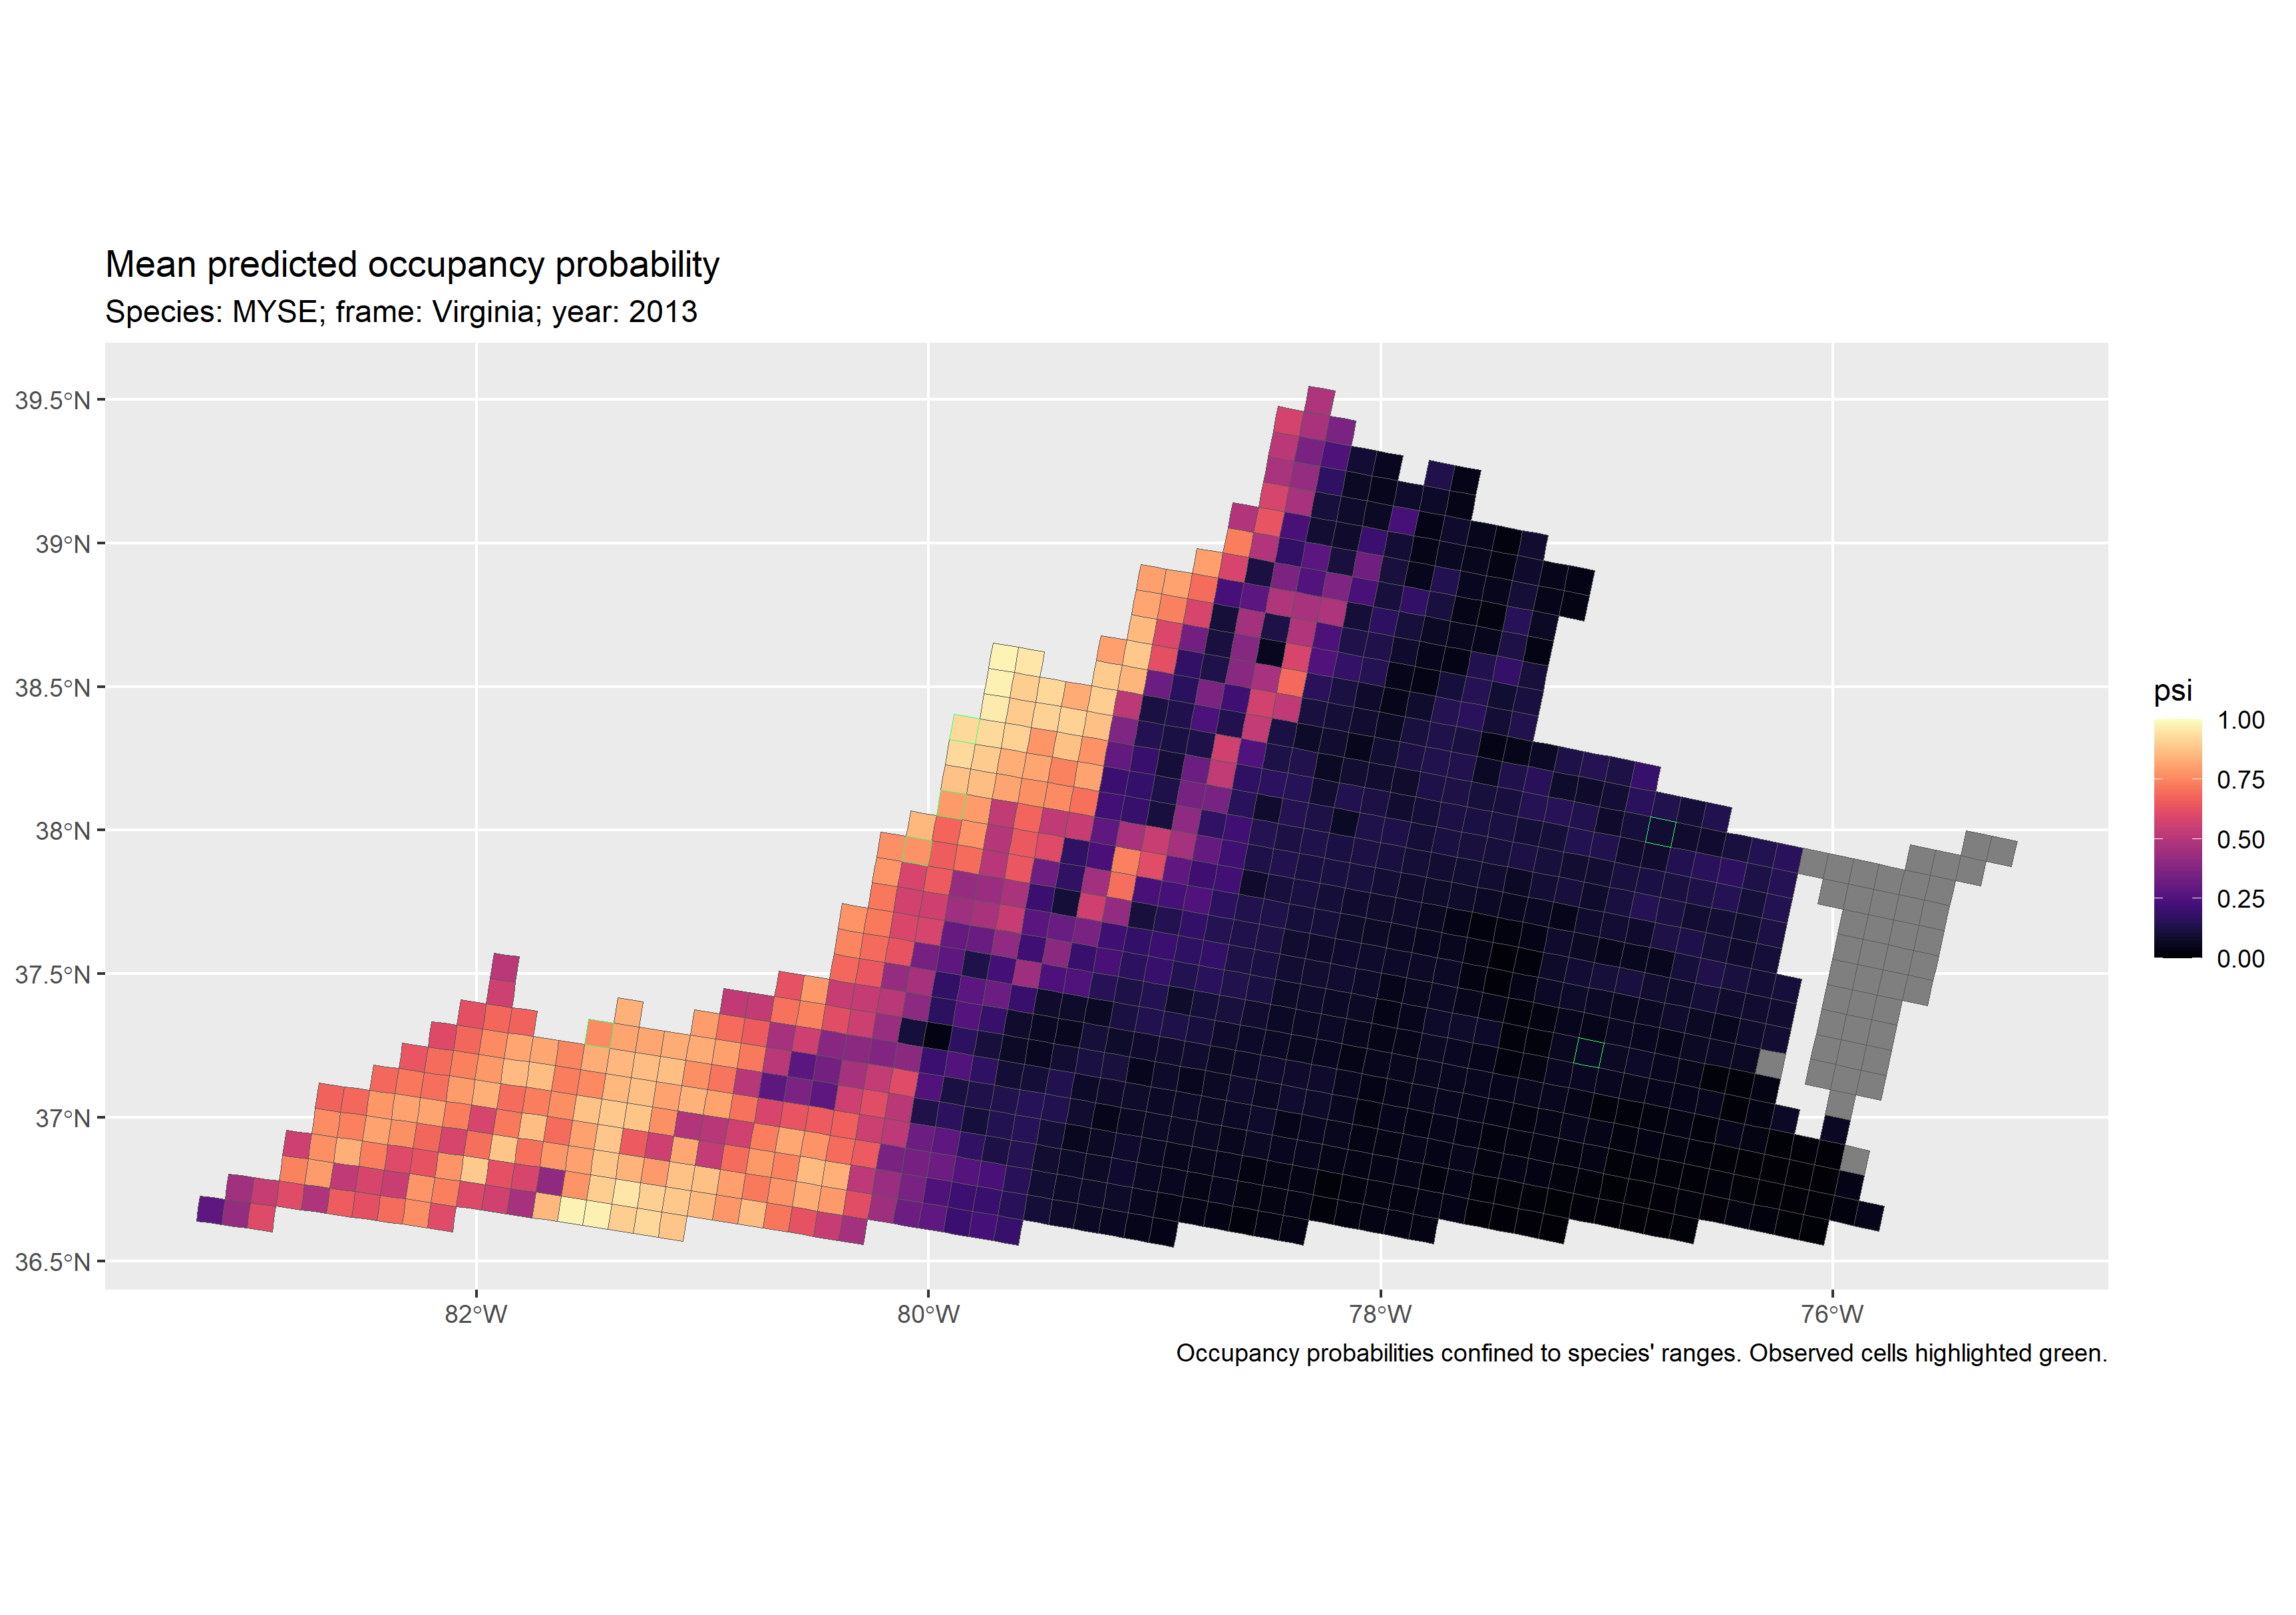 Mean predicted occupancy probability
Species: MYSE; frame: Virginia; year: 2013
39.5°N
39°N
38.5°N
38°N
37.5°N
37°N
36.5°N
82°W
80°W
78°W
76°W
psi
1.00
0.75
0.50
0.25
0.00
Occupancy probabilities confined to species' ranges. Observed cells highlighted green.